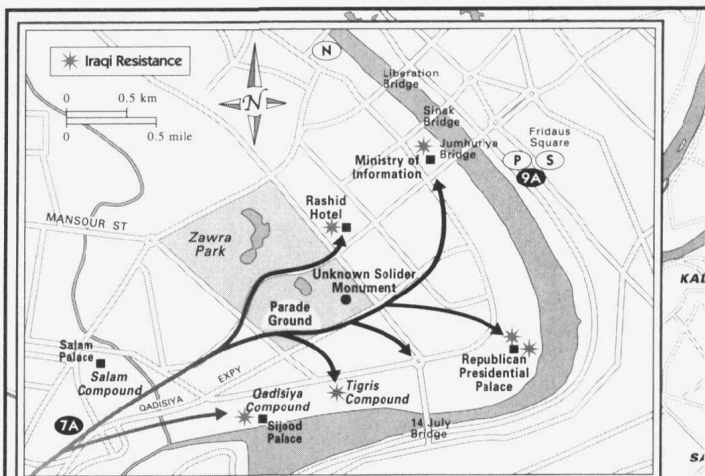 Iraqi Resistance
0
0.5 km
0
0.5 mile
N
N
Liberation
Bridge
Sinak
Bridge
Jumhuriya
Bridge
Fridaus
Square
P
S
9A
Ministry of
Information
Rashid
Hotel
MANSOUR ST
Zawra
Park
Unknown Solider
Monument
Parade
Ground
Salam
Palace
Salam
Compound
Republican
Presidential
Palace
EXPY
QADISIYA
Qadisiya
Compound
Tigris
Compound
7A
Sijood
Palace
14 July
Bridge
KAD
SA